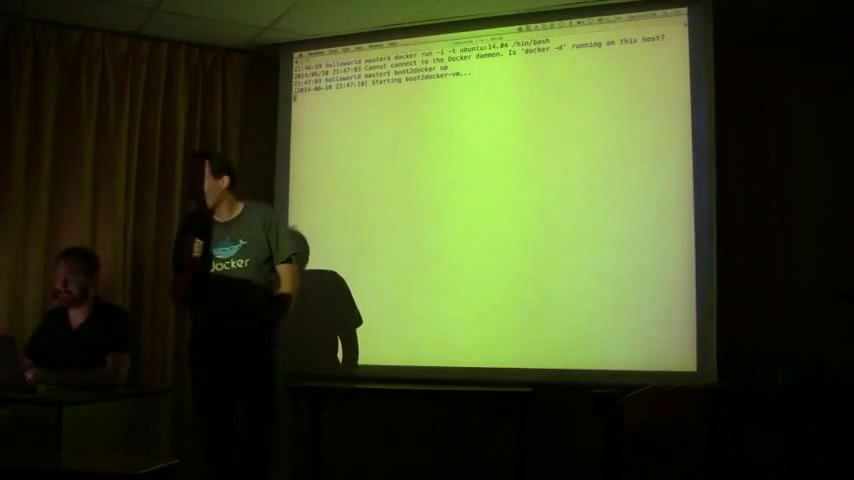 21:46:59 helloworld master$ docker run -i -t ubuntu:14.04 /bin/bash
2014/06/10 21:47:03 Cannot connect to the Docker daemon. Is 'docker -d' running on this host?
21:47:03 helloworld master$ boot2docker up
[2014-06-10 21:47:10] Starting boot2docker-vm...
docker